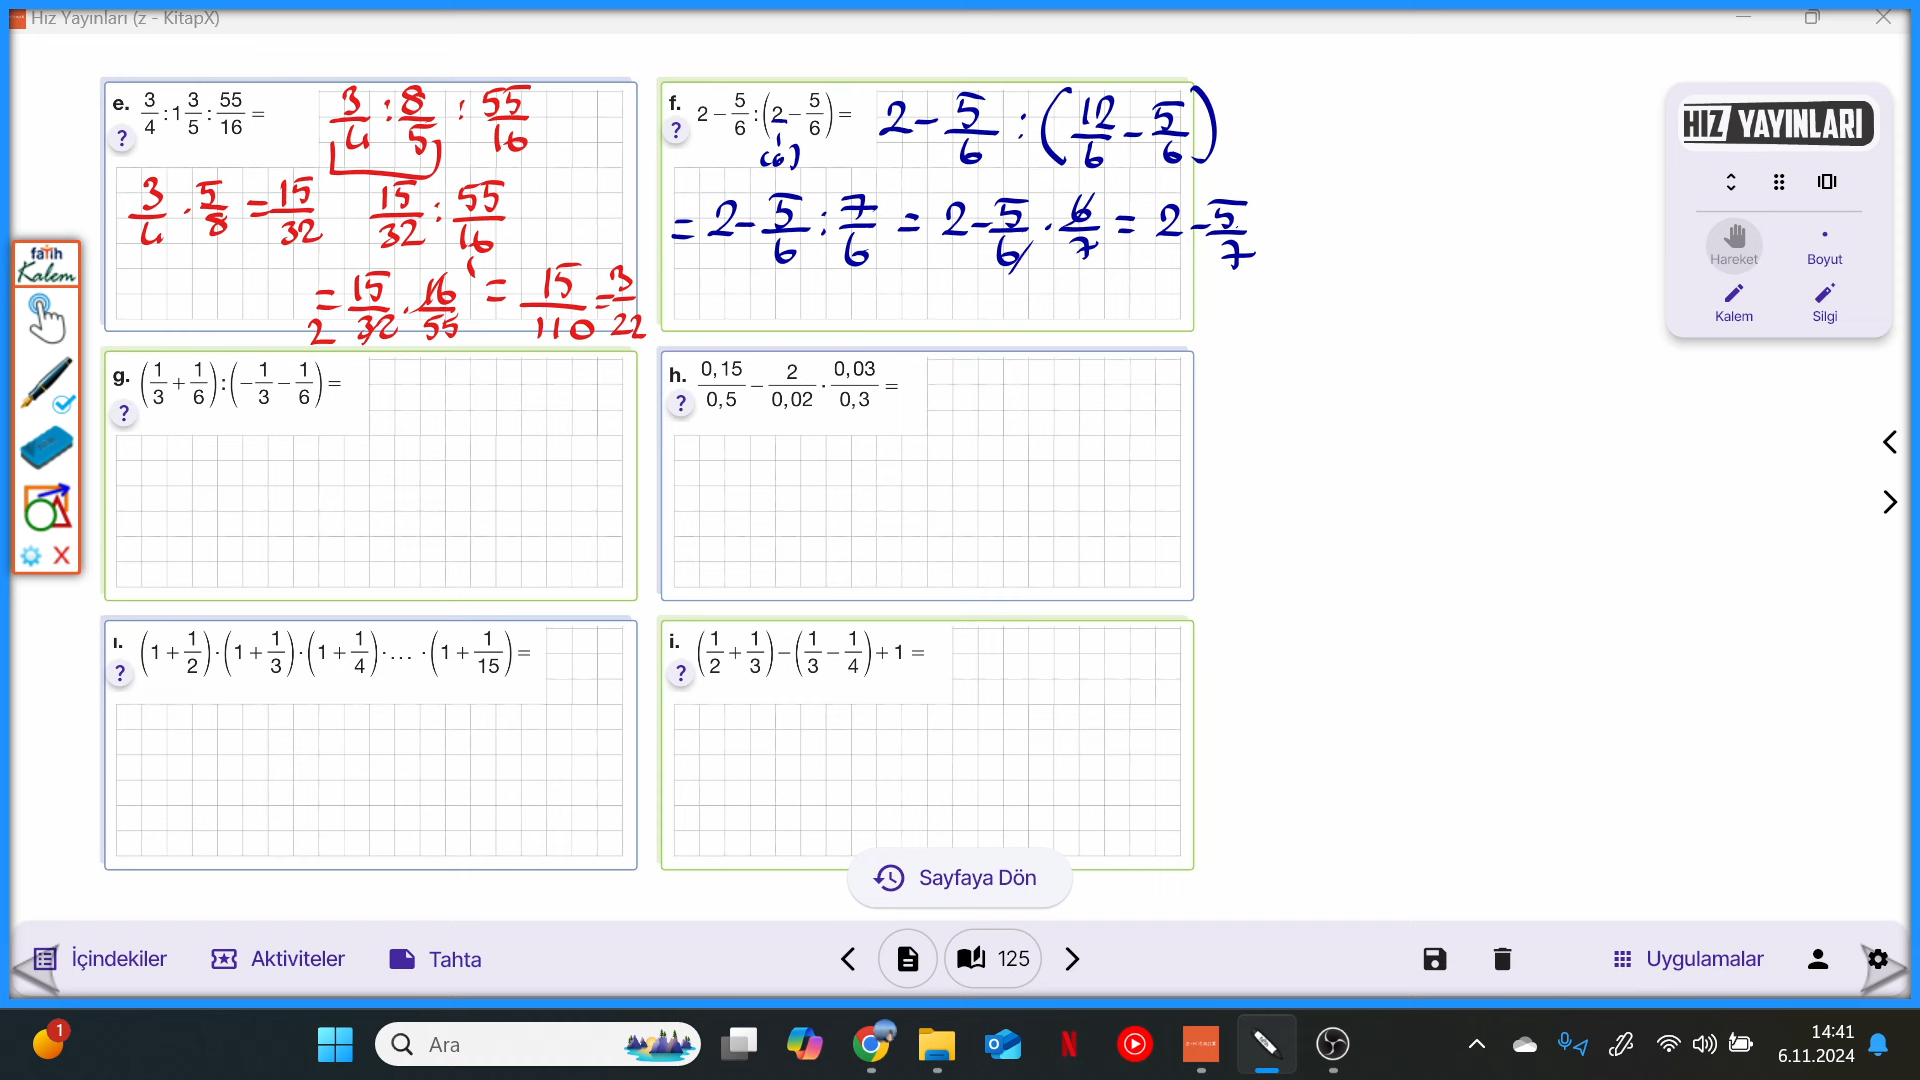 Hız Yayınları (z - KitapX)
e. 3/4 : 1 3/5 : 55/16 =
3/4 : 8/5 : 55/16
?
3/4 . 5/8 = 15/32
15/32 : 55/16
= 15/32 . 16/55 = 15/110 = 3/22
2
1
f. 2 − 5/6 : (2 − 5/6) =
2 - 5/6 : (12/6 - 5/6)
?
(6)
= 2 - 5/6 : 7/6 = 2 - 5/6 . 6/7 = 2 - 5/7
g. (1/3 + 1/6) : (−1/3 − 1/6) =
?
h. 0,15/0,5 − 2/0,02 · 0,03/0,3 =
?
ı. (1 + 1/2) · (1 + 1/3) · (1 + 1/4) · ... · (1 + 1/15) =
?
i. (1/2 + 1/3) − (1/3 − 1/4) + 1 =
?
fatih
Kalem
HIZ YAYINLARI
Hareket
Boyut
Kalem
Silgi
Sayfaya Dön
İçindekiler
Aktiviteler
Tahta
125
Uygulamalar
1
Ara
14:41
6.11.2024